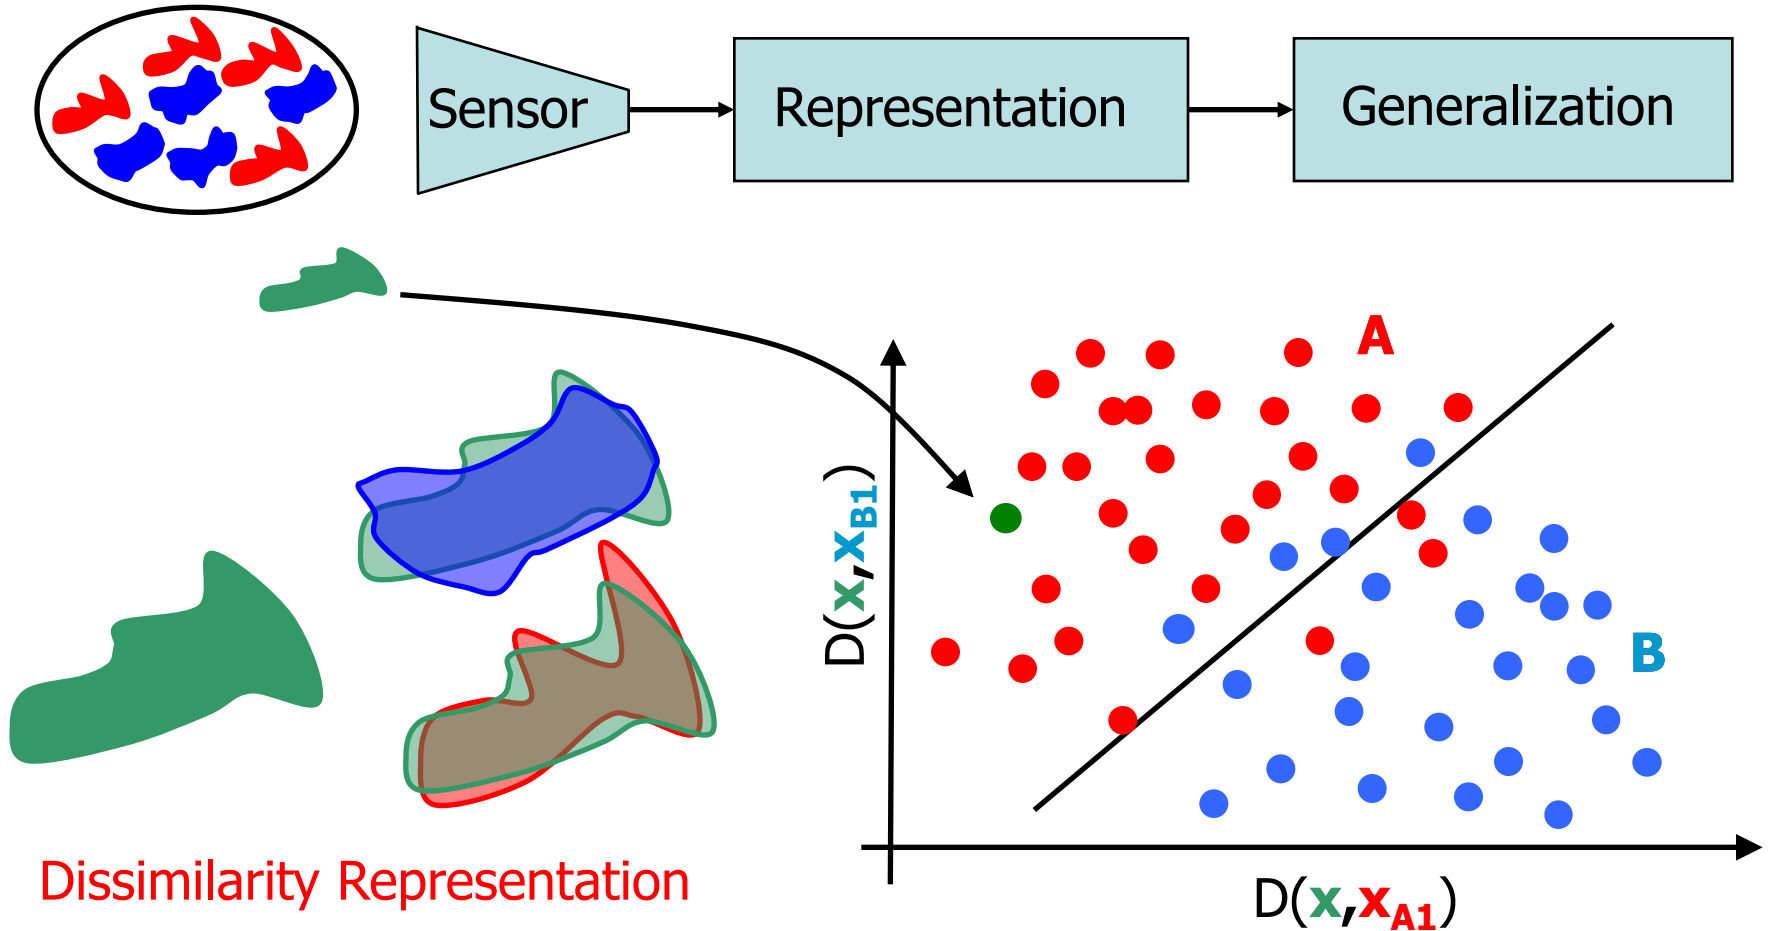 Sensor
Representation
Generalization
A
D(x,xB1)
B
Dissimilarity Representation
D(x,xA1)